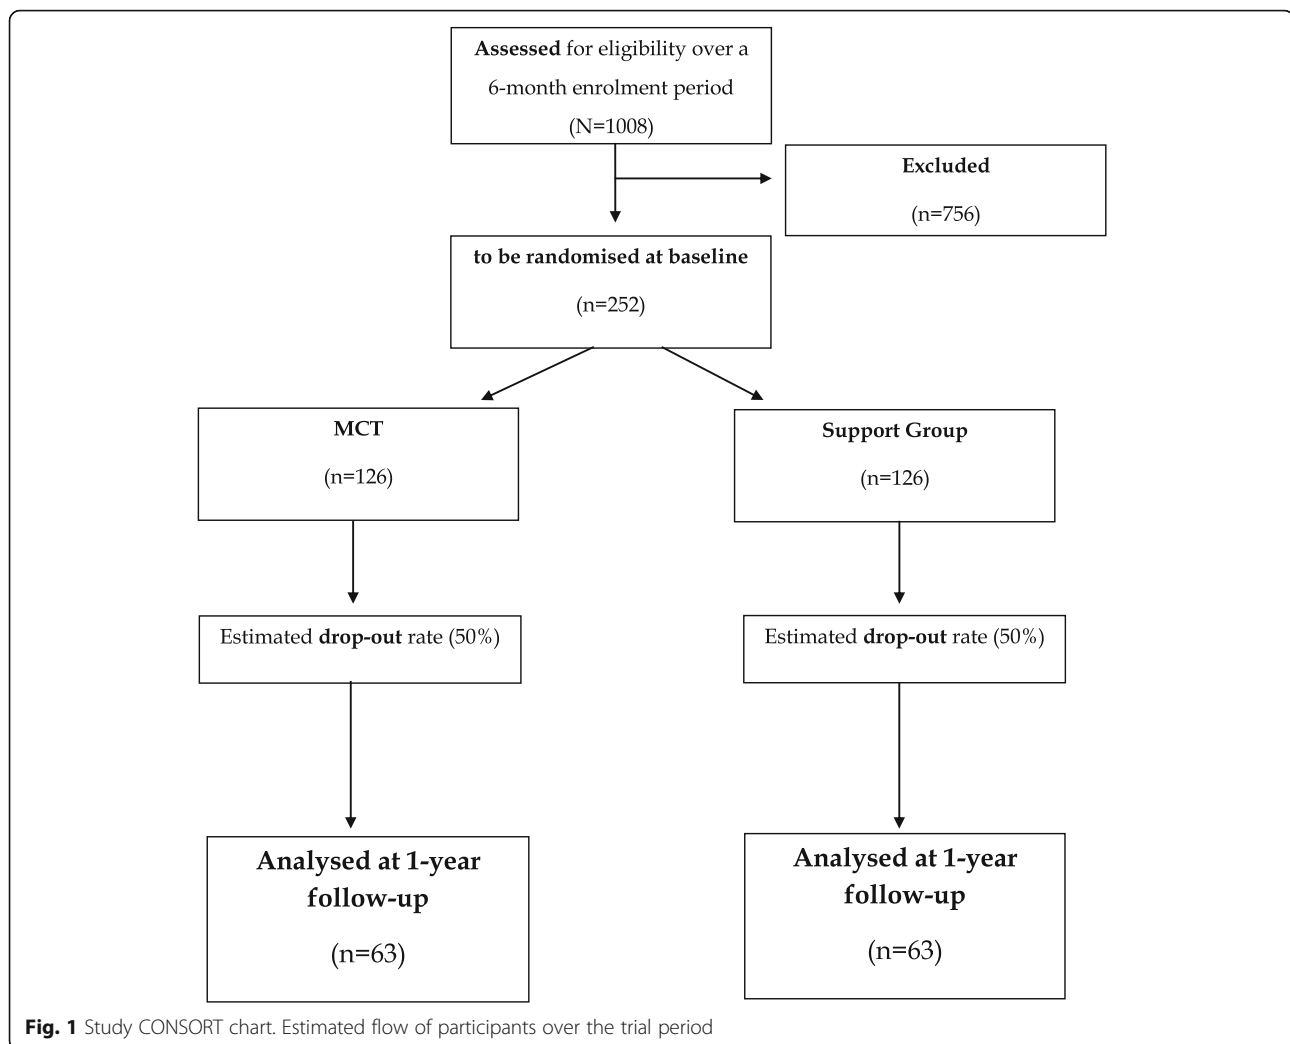 Assessed for eligibility over a
6-month enrolment period
(N=1008)
Excluded
(n=756)
to be randomised at baseline
(n=252)
MCT
(n=126)
Support Group
(n=126)
Estimated drop-out rate (50%)
Estimated drop-out rate (50%)
Analysed at 1-year
follow-up
(n=63)
Analysed at 1-year
follow-up
(n=63)
Fig. 1 Study CONSORT chart. Estimated flow of participants over the trial period